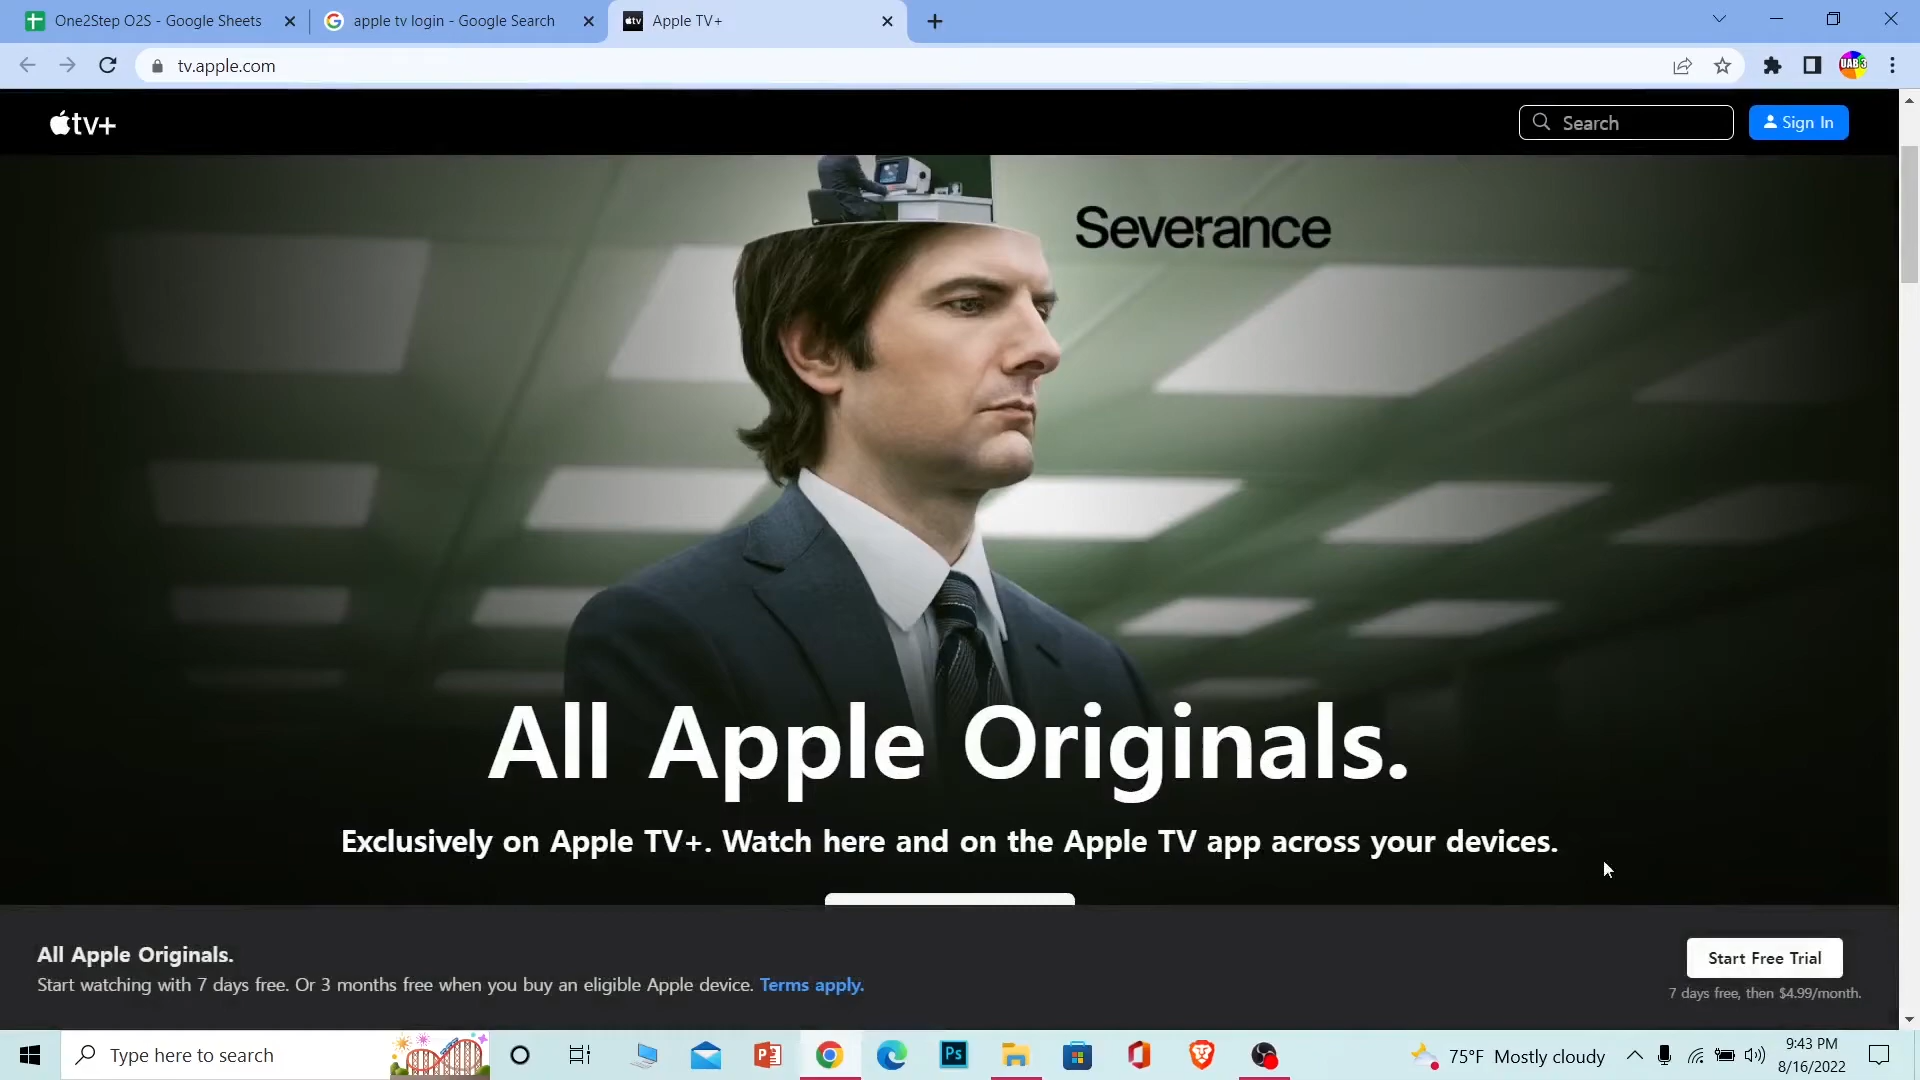 One2Step O2S - Google Sheets
apple tv login - Google Search
Apple TV+
tv.apple.com
UAB 3
tv+
Search
Sign In
Severance
All Apple Originals.
Exclusively on Apple TV+. Watch here and on the Apple TV app across your devices.
All Apple Originals.
Start watching with 7 days free. Or 3 months free when you buy an eligible Apple device. Terms apply.
Start Free Trial
7 days free, then $4.99/month.
Type here to search
Ps
75°F Mostly cloudy
9:43 PM
8/16/2022